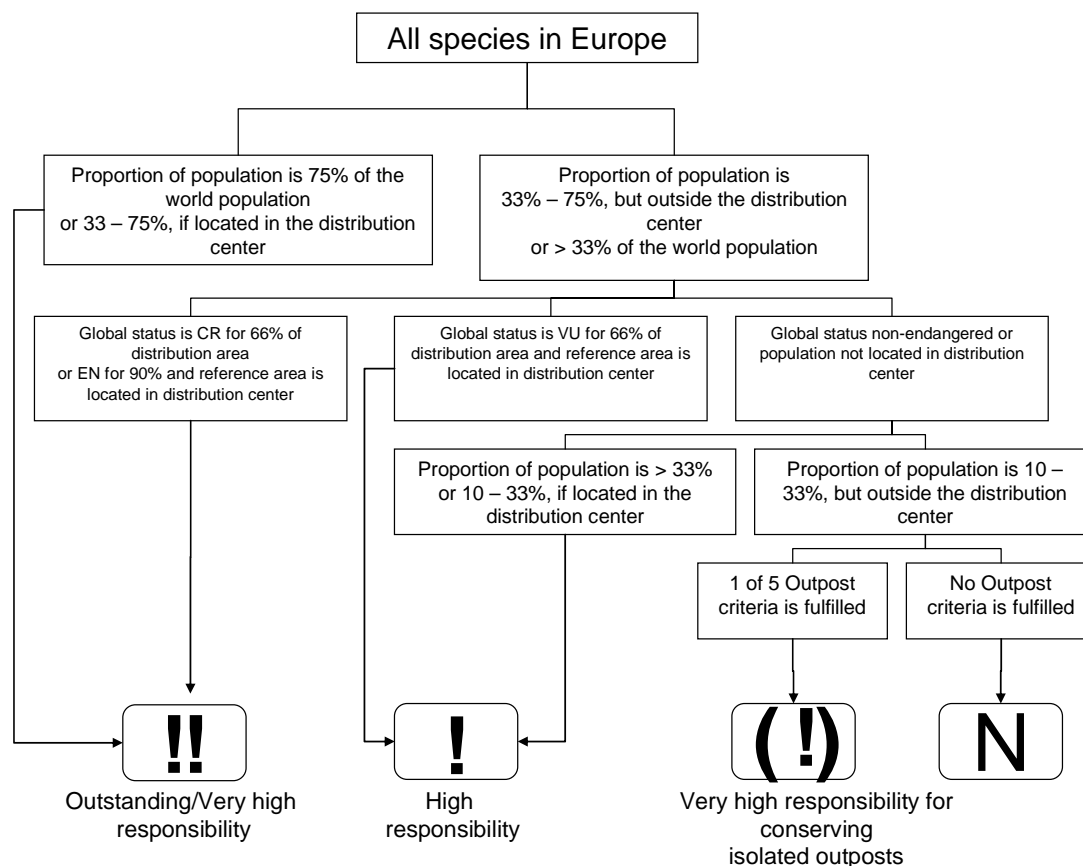 All species in Europe
Proportion of population is 75% of the
world population
or 33 – 75%, if located in the distribution
center
Proportion of population is
33% – 75%, but outside the distribution
center
or > 33% of the world population
Global status is CR for 66% of
distribution area
or EN for 90% and reference area is
located in distribution center
Global status is VU for 66% of
distribution area and reference area is
located in distribution center
Global status non-endangered or
population not located in distribution
center
Proportion of population is > 33%
or 10 – 33%, if located in the
distribution center
Proportion of population is 10 –
33%, but outside the distribution
center
1 of 5 Outpost
criteria is fulfilled
No Outpost
criteria is fulfilled
!!
!
(!)
N
Outstanding/Very high
responsibility
High
responsibility
Very high responsibility for
conserving
isolated outposts